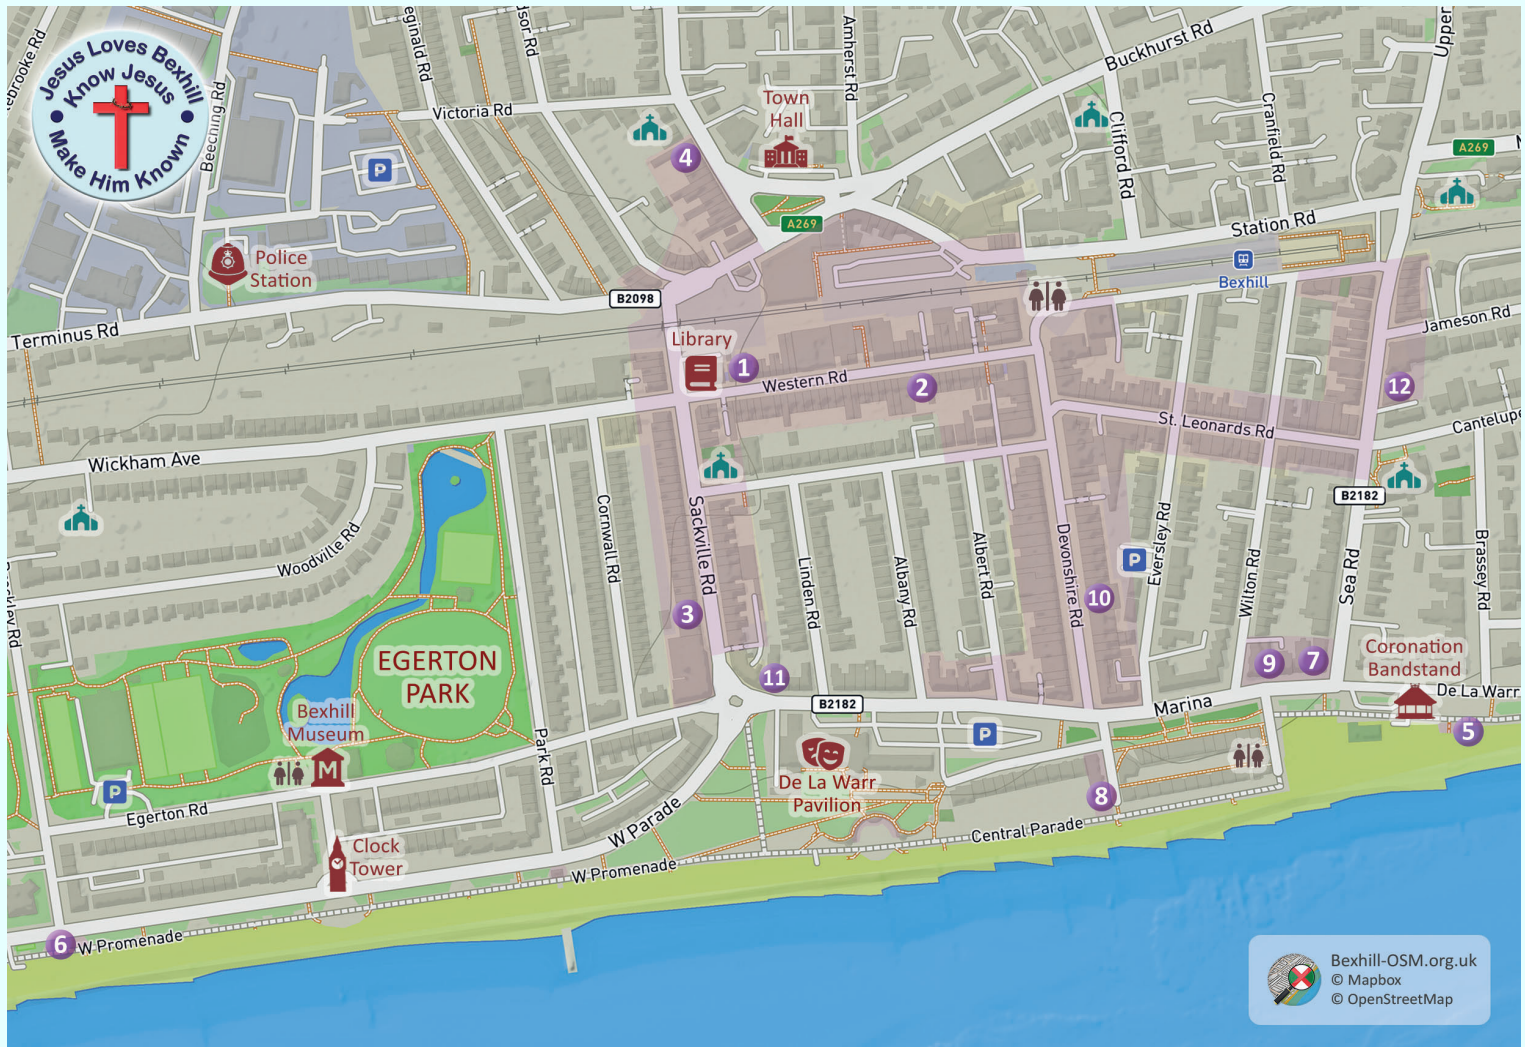 Jesus Loves Bexhill
Know Jesus
Make Him Known
Beeching Rd
Victoria Rd
Town
Hall
Amherst Rd
Buckhurst Rd
Clifford Rd
Cranfield Rd
Upper
A269
4
A269
Station Rd
Bexhill
P
Police
Station
B2098
Terminus Rd
Library
1
Western Rd
2
Jameson Rd
12
St. Leonards Rd
Cantelupe
Wickham Ave
B2182
Woodville Rd
Cornwall Rd
Sackville Rd
Linden Rd
Albany Rd
Albert Rd
Devonshire Rd
P
Eversley Rd
Wilton Rd
Sea Rd
Brassey Rd
3
10
EGERTON
PARK
9
7
Coronation
Bandstand
11
B2182
Marina
De La Warr
5
Bexhill
Museum
M
P
De La Warr
Pavilion
Park Rd
P
Egerton Rd
8
W Parade
Central Parade
Clock
Tower
W Promenade
6
W Promenade
Bexhill-OSM.org.uk
© Mapbox
© OpenStreetMap